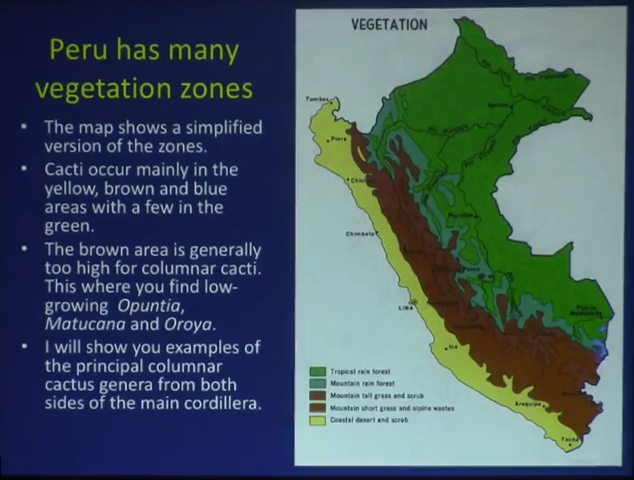 Peru has many
vegetation zones
• The map shows a simplified
version of the zones.
• Cacti occur mainly in the
yellow, brown and blue
areas with a few in the
green.
• The brown area is generally
too high for columnar cacti.
This where you find low-
growing Opuntia,
Matucana and Oroya.
• I will show you examples of
the principal columnar
cactus genera from both
sides of the main cordillera.
VEGETATION
Tumbes
Piura
Chimbote
LIMA
Ica
Arequipa
Tacna
Tropical rain forest
Mountain rain forest
Mountain tall grass and scrub
Mountain short grass and alpine wastes
Coastal desert and scrub